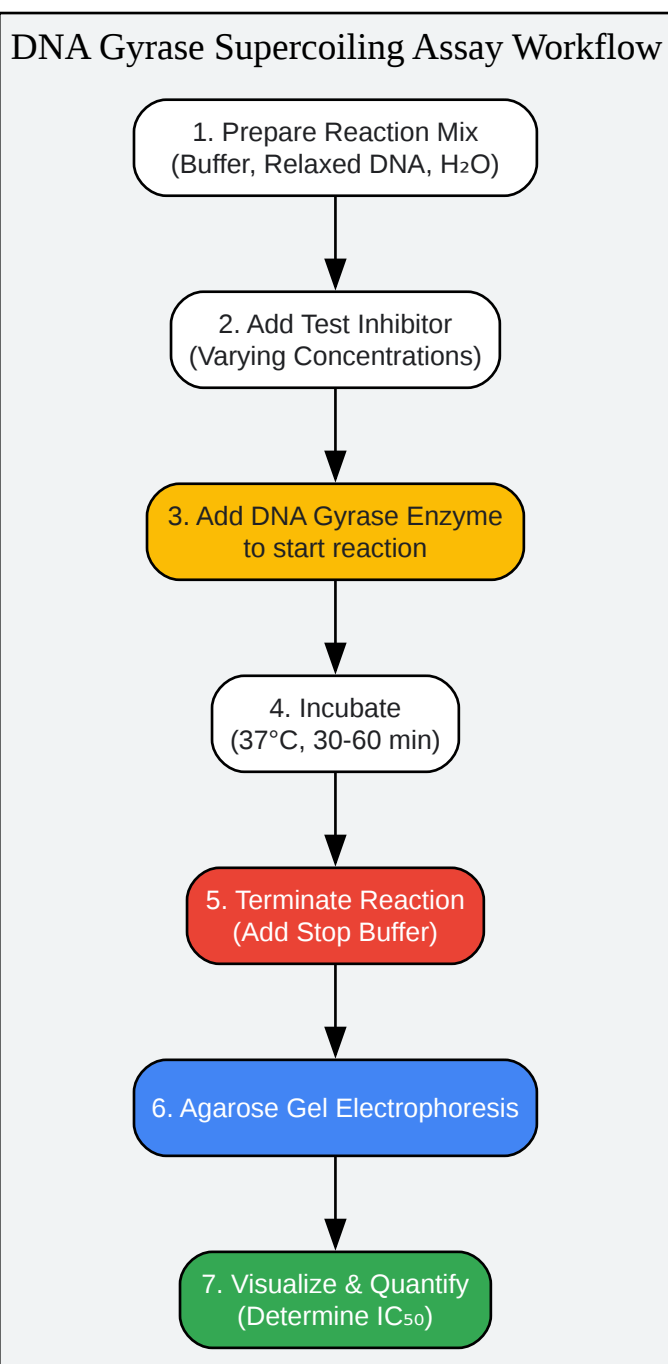 DNA Gyrase Supercoiling Assay Workflow
1. Prepare Reaction Mix
(Buffer, Relaxed DNA, H₂O)
2. Add Test Inhibitor
(Varying Concentrations)
3. Add DNA Gyrase Enzyme
to start reaction
4. Incubate
(37°C, 30-60 min)
5. Terminate Reaction
(Add Stop Buffer)
6. Agarose Gel Electrophoresis
7. Visualize & Quantify
(Determine IC₅₀)